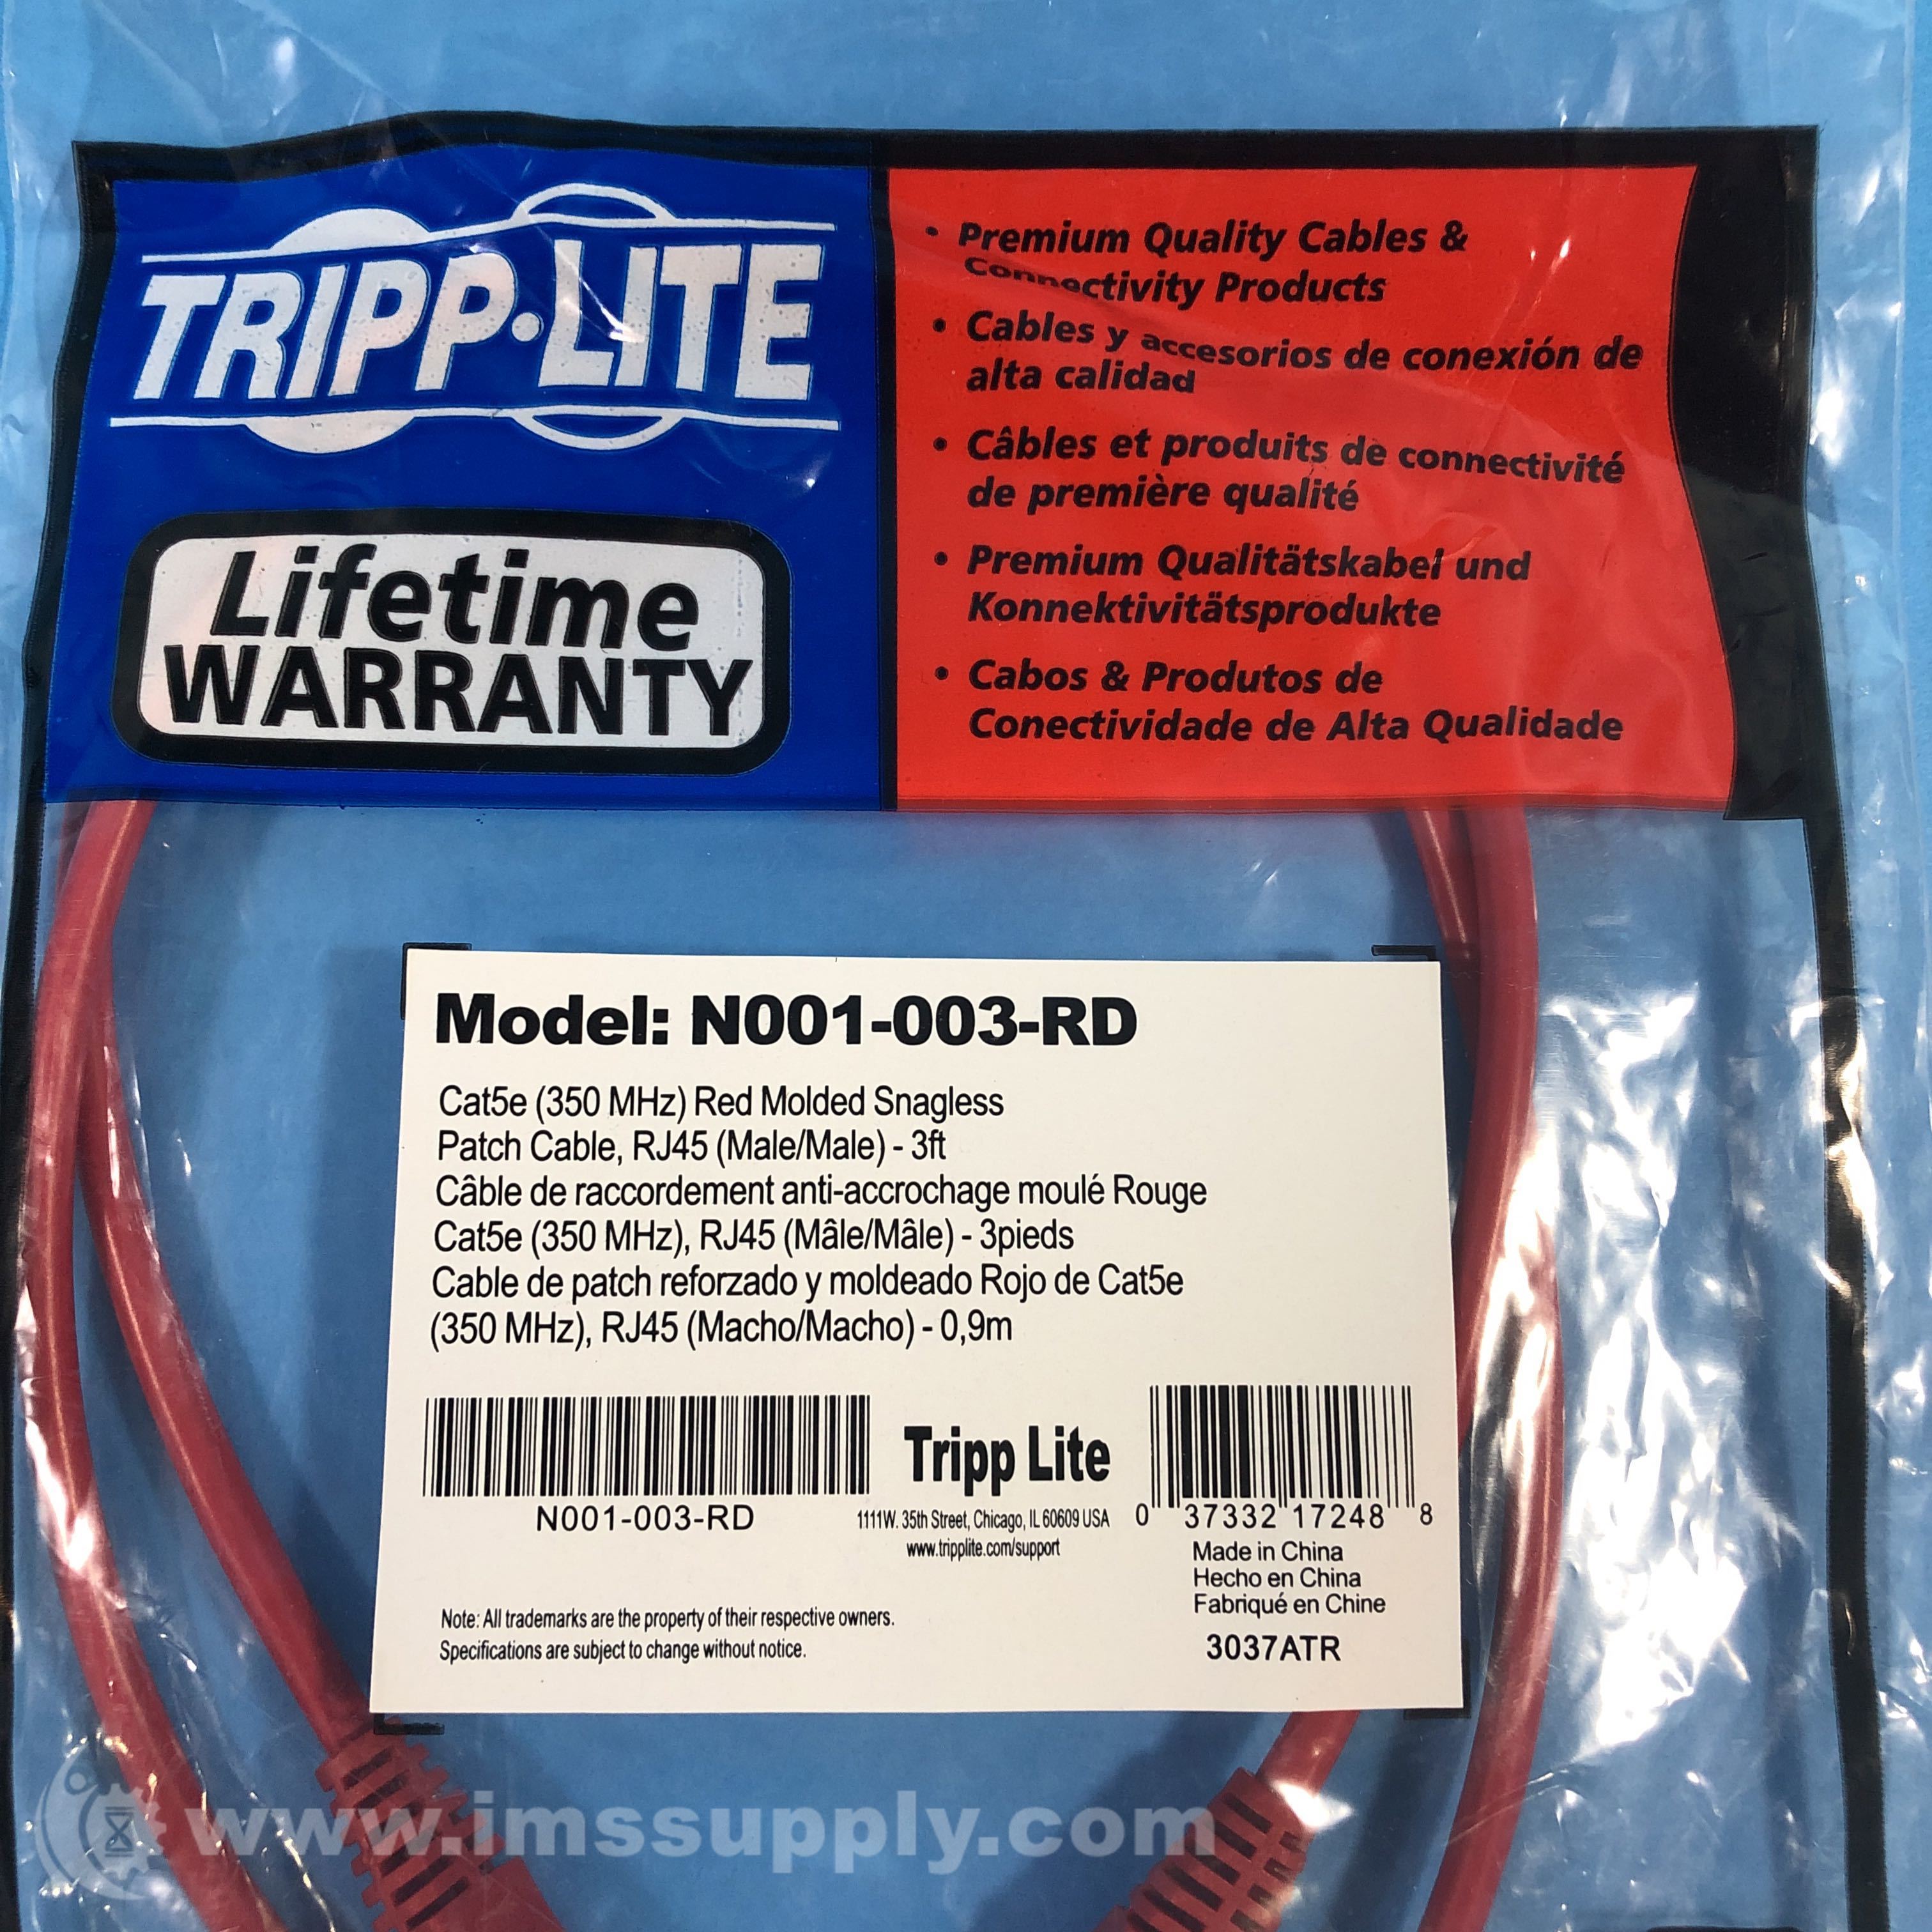 TRIPP·LITE
Lifetime
WARRANTY
• Premium Quality Cables &
Connectivity Products
• Cables y accesorios de conexión de
alta calidad
• Câbles et produits de connectivité
de première qualité
• Premium Qualitätskabel und
Konnektivitätsprodukte
• Cabos & Produtos de
Conectividade de Alta Qualidade
Model: N001-003-RD
Cat5e (350 MHz) Red Molded Snagless
Patch Cable, RJ45 (Male/Male) - 3ft
Câble de raccordement anti-accrochage moulé Rouge
Cat5e (350 MHz), RJ45 (Mâle/Mâle) - 3pieds
Cable de patch reforzado y moldeado Rojo de Cat5e
(350 MHz), RJ45 (Macho/Macho) - 0,9m
N001-003-RD
Tripp Lite
1111W. 35th Street, Chicago, IL 60609 USA
www.tripplite.com/support
0 37332 17248 8
Made in China
Hecho en China
Fabriqué en Chine
3037ATR
Note: All trademarks are the property of their respective owners.
Specifications are subject to change without notice.
www.imssupply.com